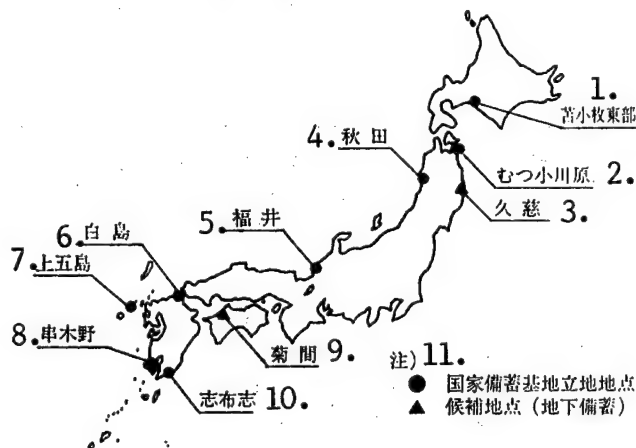 1.
苫小枚東部
4. 秋田
むつ小川原 2.
久慈 3.
5. 福井
6. 白島
7. 上五島
8. 串木野
菊間 9.
志布志 10.
注) 11.
● 国家備蓄基地立地地点
▲ 候補地点（地下備蓄）